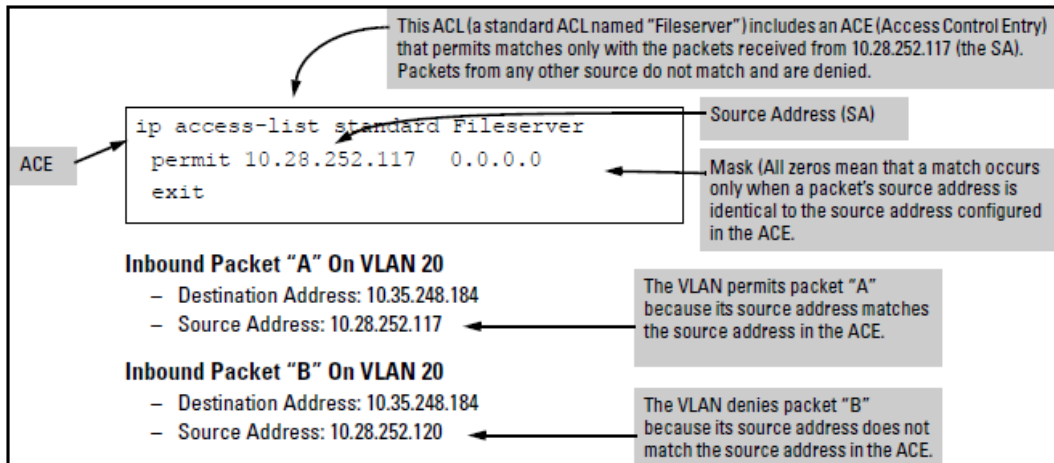 This ACL (a standard ACL named “Fileserver”) includes an ACE (Access Control Entry)
that permits matches only with the packets received from 10.28.252.117 (the SA).
Packets from any other source do not match and are denied.
ip access-list standard Fileserver
permit 10.28.252.117 0.0.0.0
exit
ACE
Source Address (SA)
Mask (All zeros mean that a match occurs
only when a packet’s source address is
identical to the source address configured
in the ACE.
Inbound Packet “A” On VLAN 20
– Destination Address: 10.35.248.184
– Source Address: 10.28.252.117
The VLAN permits packet “A”
because its source address matches
the source address in the ACE.
Inbound Packet “B” On VLAN 20
– Destination Address: 10.35.248.184
– Source Address: 10.28.252.120
The VLAN denies packet “B”
because its source address does not
match the source address in the ACE.